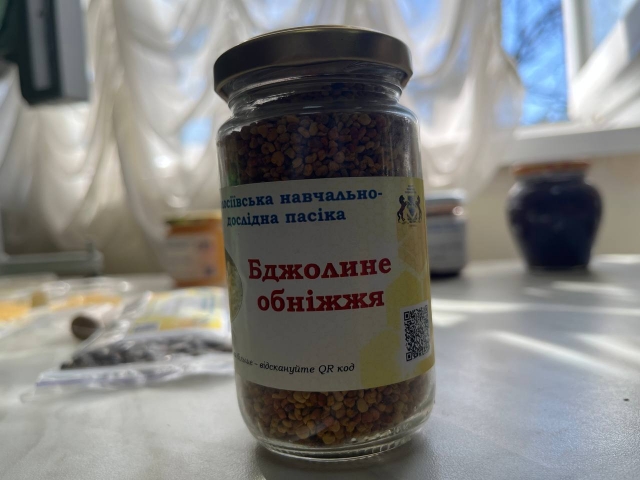 навчально-
дослідна пасіка
Бджолине
обніжжя
– відскануйте QR код